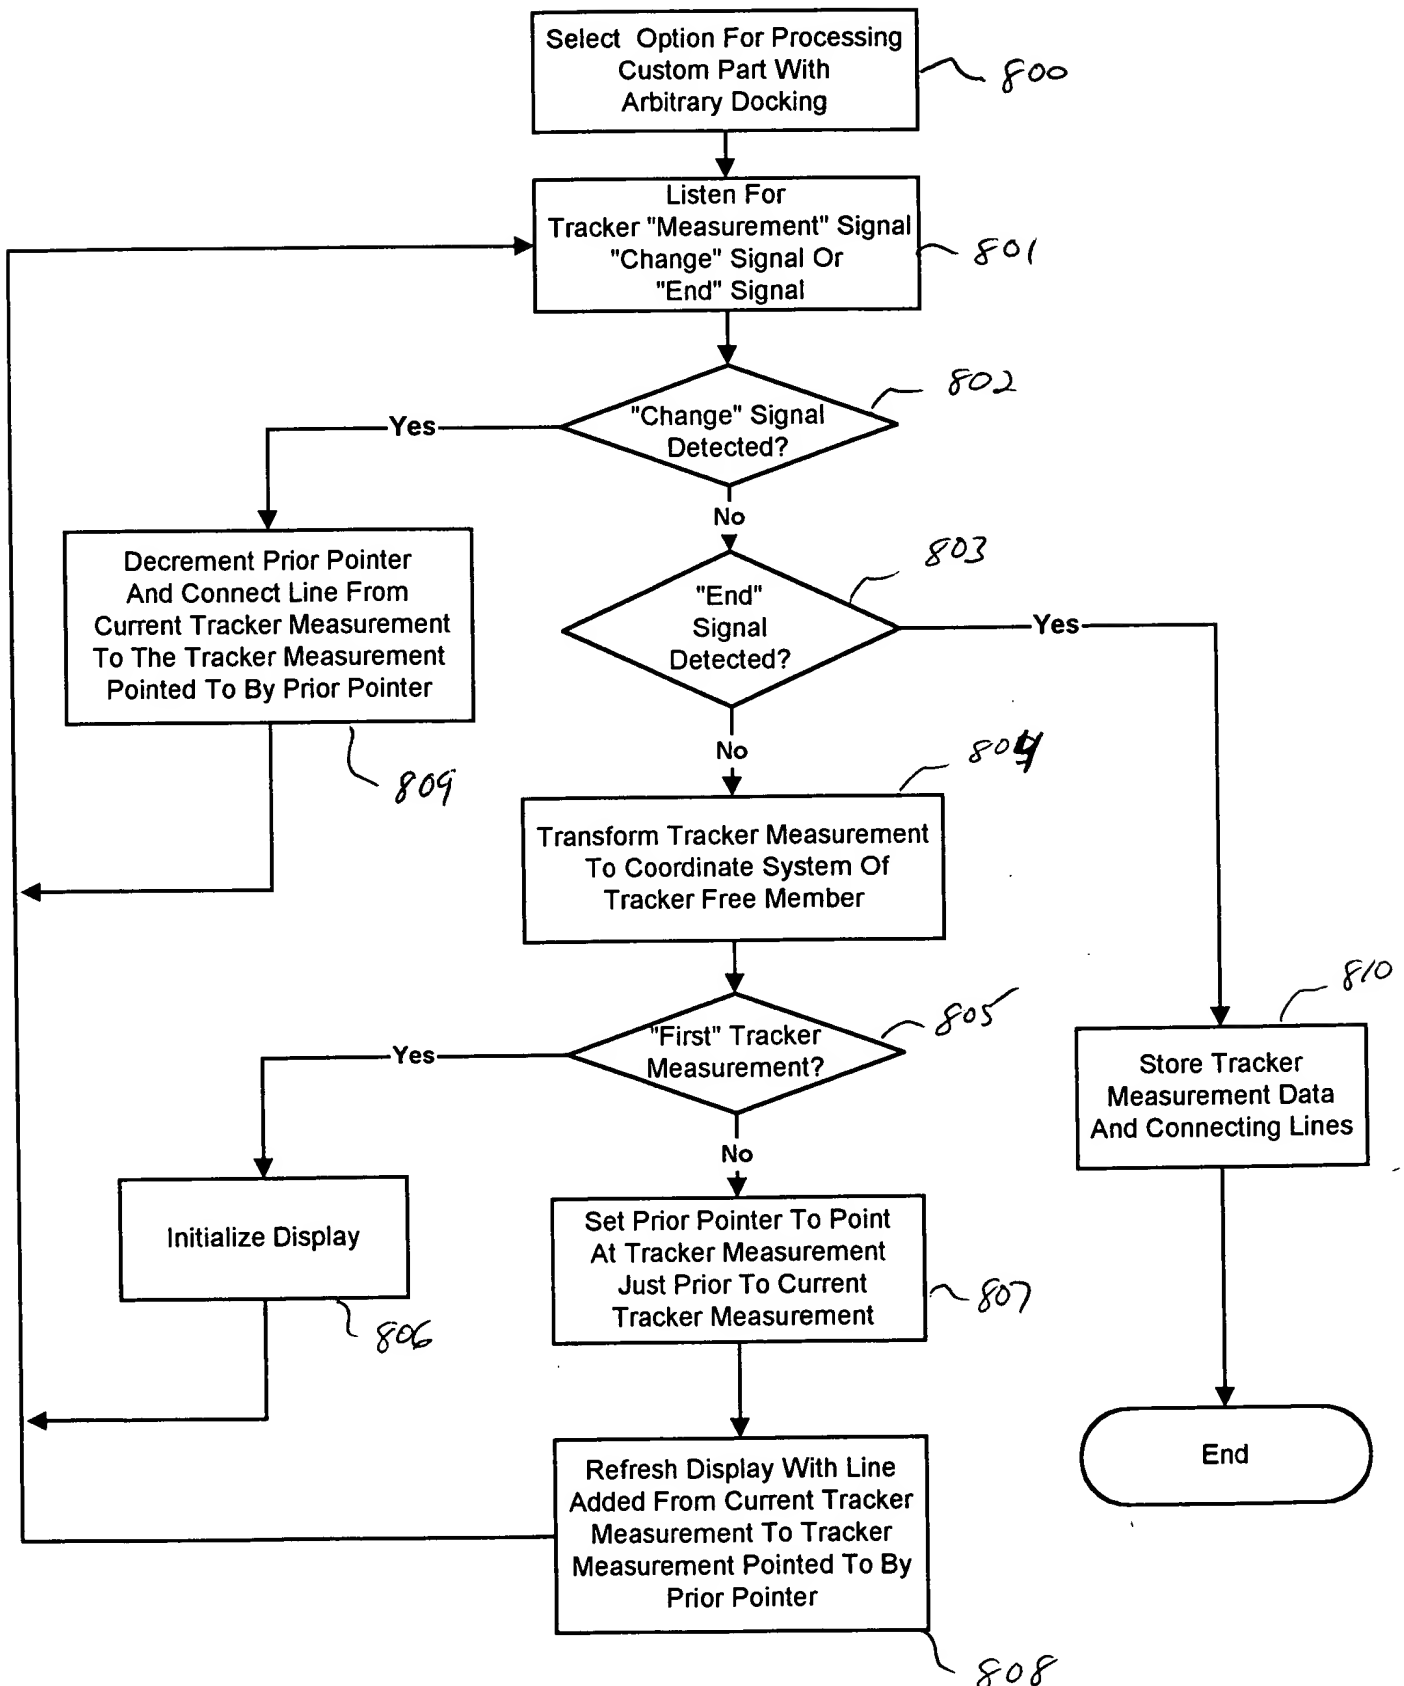 Select Option For Processing
Custom Part With
Arbitrary Docking
800
Listen For
Tracker "Measurement" Signal
"Change" Signal Or
"End" Signal
801
"Change" Signal
Detected?
802
Yes
No
Decrement Prior Pointer
And Connect Line From
Current Tracker Measurement
To The Tracker Measurement
Pointed To By Prior Pointer
809
"End"
Signal
Detected?
803
Yes
No
Transform Tracker Measurement
To Coordinate System Of
Tracker Free Member
804
"First" Tracker
Measurement?
805
Yes
No
Store Tracker
Measurement Data
And Connecting Lines
810
Initialize Display
806
Set Prior Pointer To Point
At Tracker Measurement
Just Prior To Current
Tracker Measurement
807
Refresh Display With Line
Added From Current Tracker
Measurement To Tracker
Measurement Pointed To By
Prior Pointer
808
End